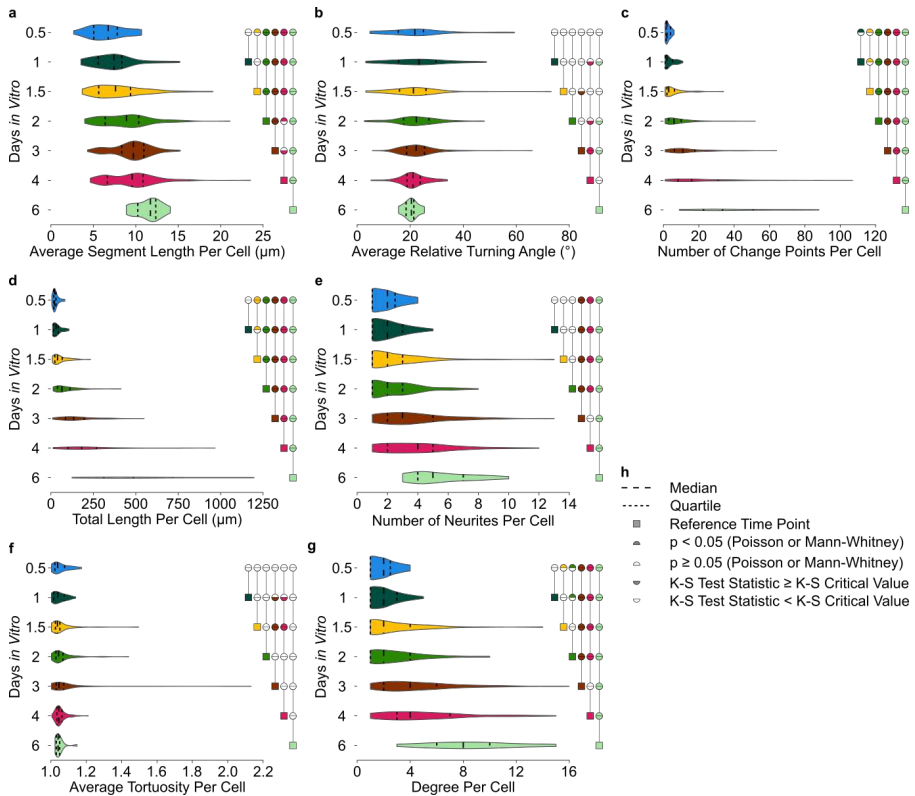 a
b
c
0.5
1
1.5
2
3
4
6
Days in Vitro
0 5 10 15 20 25
Average Segment Length Per Cell (µm)
0.5
1
1.5
2
3
4
6
Days in Vitro
0 20 40 60 80
Average Relative Turning Angle (°)
0.5
1
1.5
2
3
4
6
Days in Vitro
0 20 40 60 80 100 120
Number of Change Points Per Cell
d
e
0.5
1
1.5
2
3
4
6
Days in Vitro
0 250 500 750 1000 1250
Total Length Per Cell (µm)
0.5
1
1.5
2
3
4
6
Days in Vitro
0 2 4 6 8 10 12 14
Number of Neurites Per Cell
h
Median
Quartile
Reference Time Point
p < 0.05 (Poisson or Mann-Whitney)
p ≥ 0.05 (Poisson or Mann-Whitney)
K-S Test Statistic ≥ K-S Critical Value
K-S Test Statistic < K-S Critical Value
f
g
0.5
1
1.5
2
3
4
6
Days in Vitro
1.0 1.2 1.4 1.6 1.8 2.0 2.2
Average Tortuosity Per Cell
0.5
1
1.5
2
3
4
6
Days in Vitro
0 4 8 12 16
Degree Per Cell